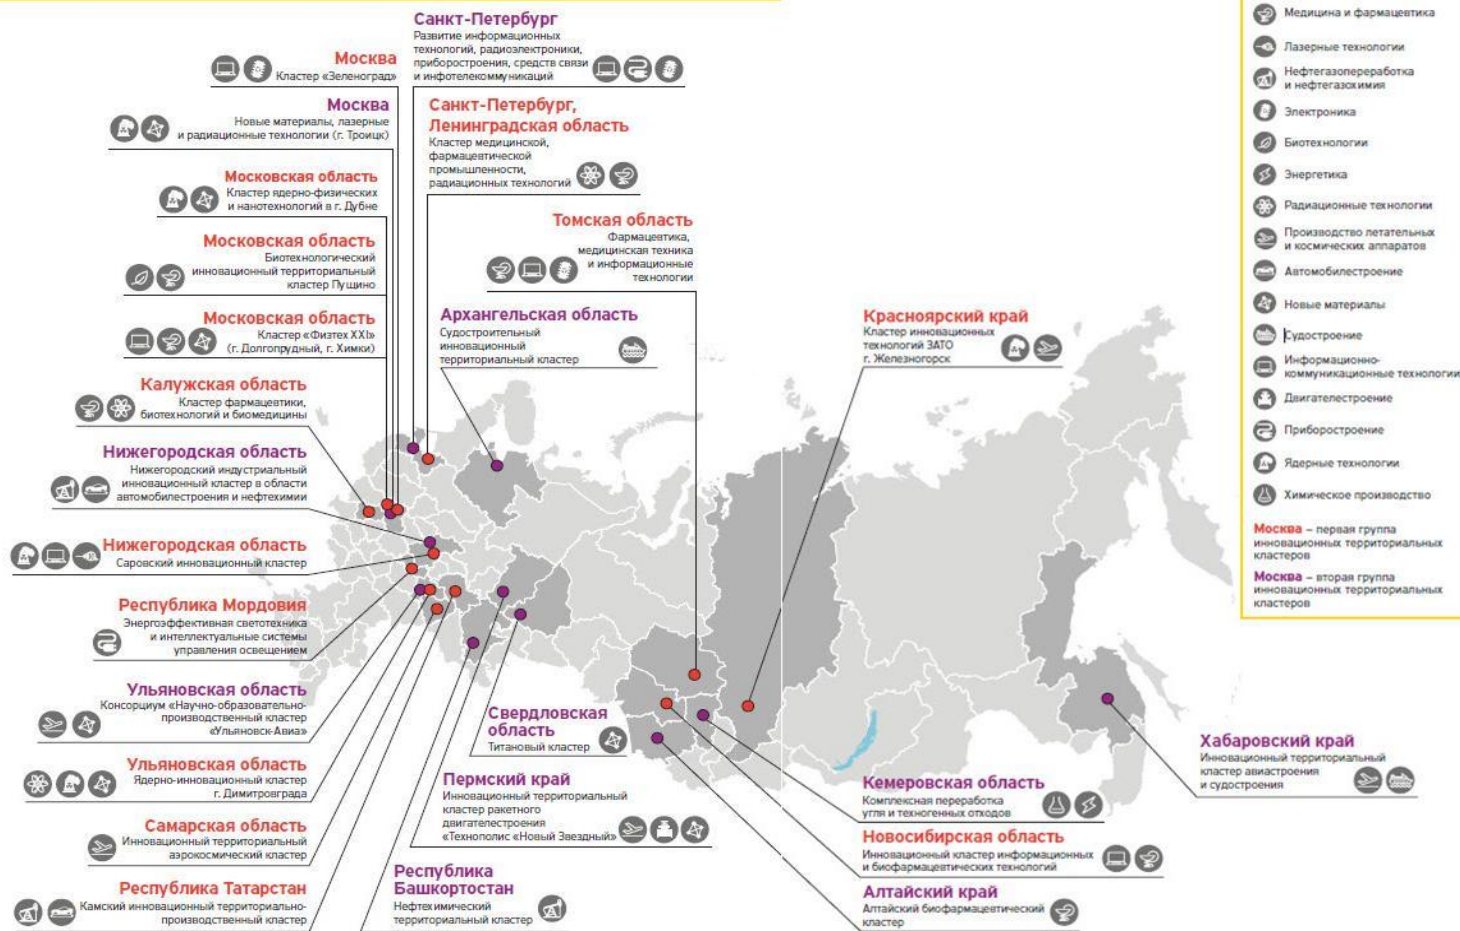 Санкт-Петербург
Развитие информационных
технологий, радиоэлектроники,
приборостроения, средств связи
и инфотелекоммуникаций
Москва
Кластер «Зеленоград»
Москва
Новые материалы, лазерные
и радиационные технологии (г. Троицк)
Санкт-Петербург,
Ленинградская область
Кластер медицинской,
фармацевтической
промышленности,
радиационных технологий
Московская область
Кластер ядерно-физических
и нанотехнологий в г. Дубне
Московская область
Биотехнологический
инновационный территориальный
кластер Пущино
Томская область
Фармацевтика,
медицинская техника
и информационные
технологии
Московская область
Кластер «Физтех XXI»
(г. Долгопрудный, г. Химки)
Архангельская область
Судостроительный
инновационный
территориальный кластер
Красноярский край
Кластер инновационных
технологий ЗАТО
г. Железногорск
Калужская область
Кластер фармацевтики,
биотехнологий и биомедицины
Нижегородская область
Нижегородский индустриальный
инновационный кластер в области
автомобилестроения и нефтехимии
Нижегородская область
Саровский инновационный кластер
Республика Мордовия
Энергоэффективная светотехника
и интеллектуальные системы
управления освещением
Ульяновская область
Консорциум «Научно-образовательно-
производственный кластер
«Ульяновск-Авиа»
Ульяновская область
Ядерно-инновационный кластер
г. Димитровграда
Самарская область
Инновационный территориальный
аэрокосмический кластер
Республика Татарстан
Камский инновационный территориально-
производственный кластер
Свердловская
область
Титановый кластер
Пермский край
Инновационный территориальный
кластер ракетного
двигателестроения
«Технополис «Новый Звездный»
Республика
Башкортостан
Нефтехимический
территориальный кластер
Кемеровская область
Комплексная переработка
угля и техногенных отходов
Новосибирская область
Инновационный кластер информационных
и биофармацевтических технологий
Алтайский край
Алтайский биофармацевтический
кластер
Хабаровский край
Инновационный территориальный
кластер авиастроения
и судостроения
Медицина и фармацевтика
Лазерные технологии
Нефтегазопереработка
и нефтегазохимия
Электроника
Биотехнологии
Энергетика
Радиационные технологии
Производство летательных
и космических аппаратов
Автомобилестроение
Новые материалы
Судостроение
Информационно-
коммуникационные технологии
Двигателестроение
Приборостроение
Ядерные технологии
Химическое производство
Москва – первая группа
инновационных территориальных
кластеров
Москва – вторая группа
инновационных территориальных
кластеров